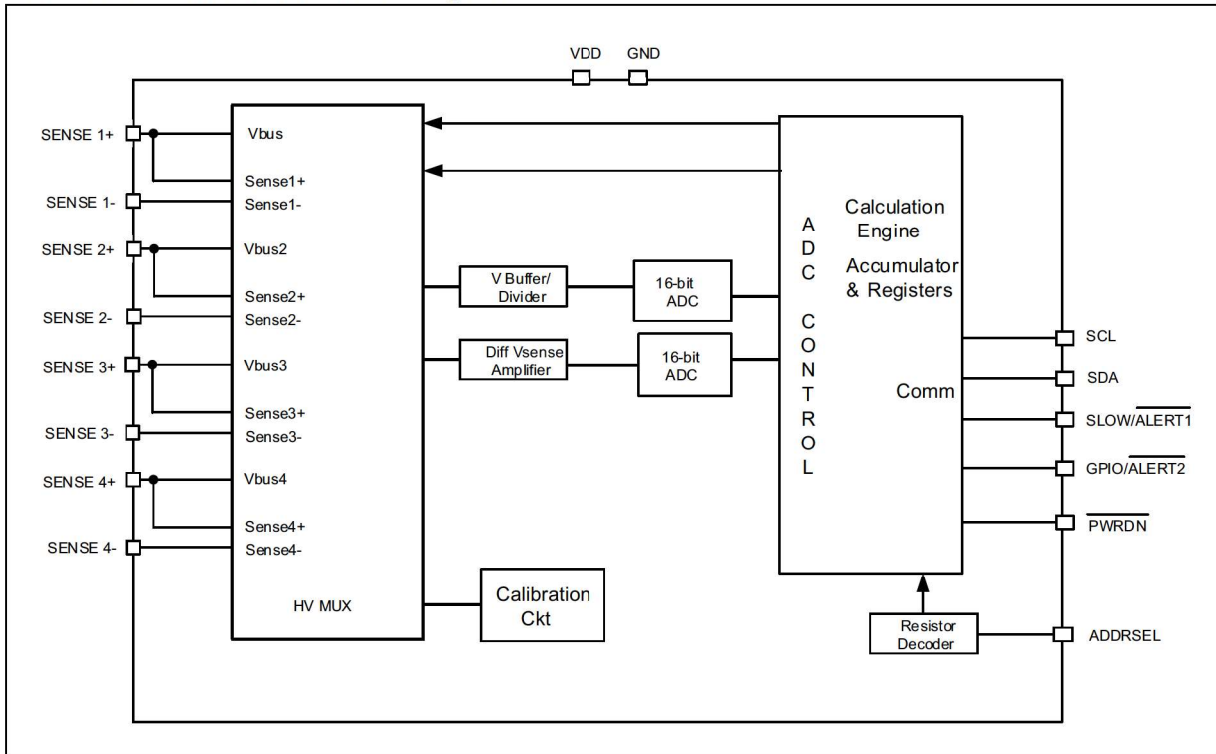 VDD GND
SENSE 1+
SENSE 1-
SENSE 2+
SENSE 2-
SENSE 3+
SENSE 3-
SENSE 4+
SENSE 4-
Vbus
Sense1+
Sense1-
Vbus2
Sense2+
Sense2-
Vbus3
Sense3+
Sense3-
Vbus4
Sense4+
Sense4-
HV MUX
V Buffer/
Divider
16-bit
ADC
Diff Vsense
Amplifier
16-bit
ADC
Calibration
Ckt
ADC CONTROL
Calculation
Engine
Accumulator
& Registers
Comm
Resistor
Decoder
SCL
SDA
SLOW/ALERT1
GPIO/ALERT2
PWRDN
ADDRSEL